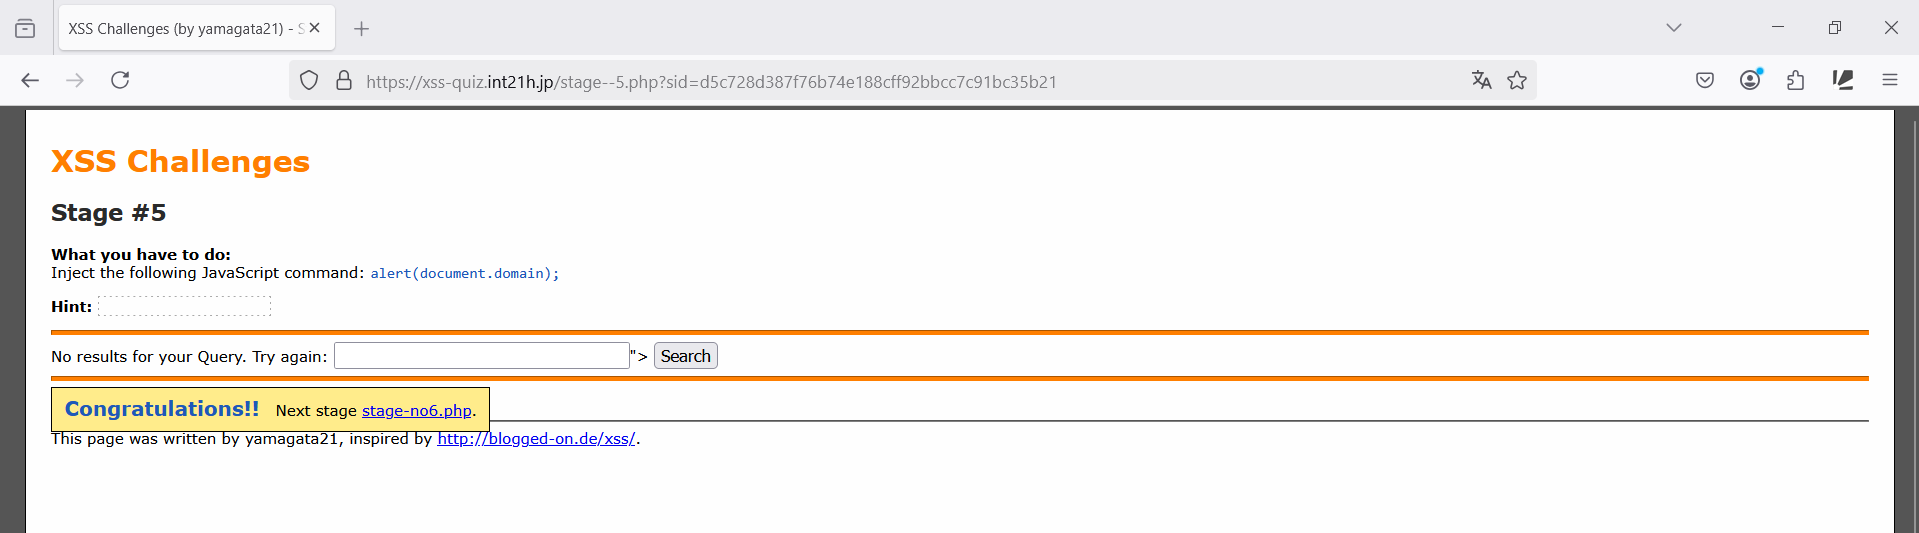 XSS Challenges (by yamagata21) - S
https://xss-quiz.int21h.jp/stage--5.php?sid=d5c728d387f76b74e188cff92bbcc7c91bc35b21
XSS Challenges
Stage #5
What you have to do:
Inject the following JavaScript command: alert(document.domain);
Hint:
No results for your Query. Try again: "> Search
Congratulations!! Next stage stage-no6.php.
This page was written by yamagata21, inspired by http://blogged-on.de/xss/.